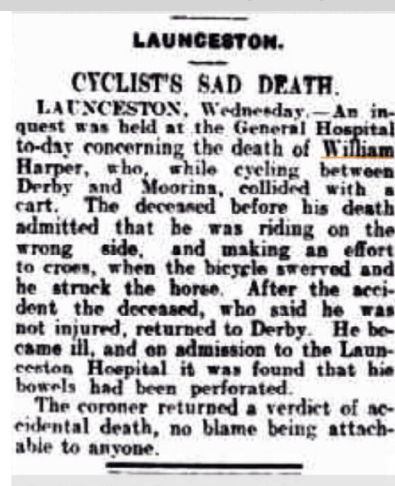 LAUNCESTON.
CYCLIST'S SAD DEATH.
LAUNCESTON, Wednesday.—An in-
quest was held at the General Hospital
to-day concerning the death of William
Harper, who, while cycling between
Derby and Moorina, collided with a
cart. The deceased before his death
admitted that he was riding on the
wrong side, and making an effort
to cross, when the bicycle swerved and
he struck the horse. After the acci-
dent the deceased, who said he was
not injured, returned to Derby. He be-
came ill, and on admission to the Laun-
ceston Hospital it was found that his
bowels had been perforated.
The coroner returned a verdict of ac-
cidental death, no blame being attach-
able to anyone.